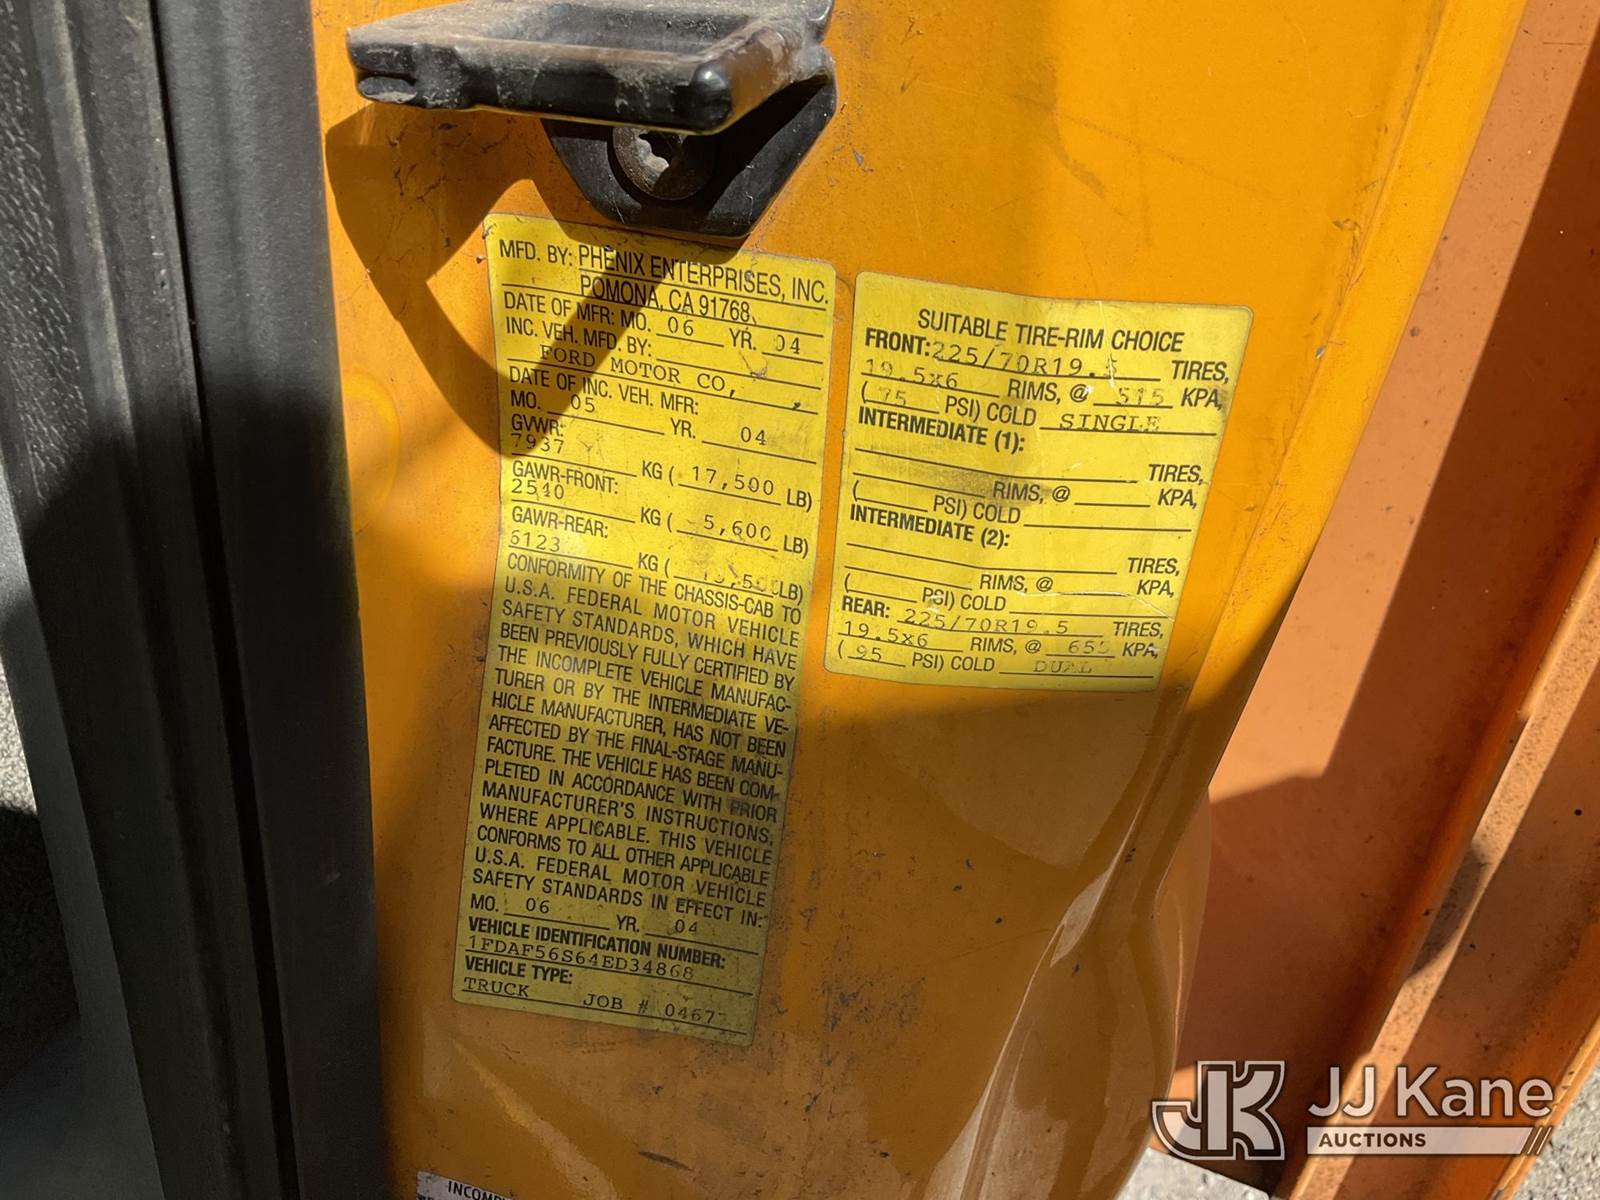 MFD. BY: PHENIX ENTERPRISES, INC.
POMONA, CA 91768
DATE OF MFR: MO. 06 YR. 04
INC. VEH. MFD. BY:
FORD MOTOR CO,
DATE OF INC. VEH. MFR:
MO. 05 YR. 04
GVWR:
7937 KG ( 17,500 LB)
GAWR-FRONT:
2540 KG ( 5,600 LB)
GAWR-REAR:
6123 KG ( LB)
CONFORMITY OF THE CHASSIS-CAB TO
U.S.A. FEDERAL MOTOR VEHICLE
SAFETY STANDARDS, WHICH HAVE
BEEN PREVIOUSLY FULLY CERTIFIED BY
THE INCOMPLETE VEHICLE MANUFAC-
TURER OR BY THE INTERMEDIATE VE-
HICLE MANUFACTURER, HAS NOT BEEN
AFFECTED BY THE FINAL-STAGE MANU-
FACTURE. THE VEHICLE HAS BEEN COM-
PLETED IN ACCORDANCE WITH PRIOR
MANUFACTURER'S INSTRUCTIONS,
WHERE APPLICABLE. THIS VEHICLE
CONFORMS TO ALL OTHER APPLICABLE
U.S.A. FEDERAL MOTOR VEHICLE
SAFETY STANDARDS IN EFFECT IN:
MO. 06 YR. 04
VEHICLE IDENTIFICATION NUMBER:
1FDAF56S64ED34868
VEHICLE TYPE:
TRUCK JOB # 04677
SUITABLE TIRE-RIM CHOICE
FRONT: 225/70R19.5 TIRES,
19.5x6 RIMS, @ 515 KPA,
( 75 PSI) COLD SINGLE
INTERMEDIATE (1):
TIRES,
RIMS, @ KPA,
( PSI) COLD
INTERMEDIATE (2):
TIRES,
RIMS, @ KPA,
( PSI) COLD
REAR: 225/70R19.5 TIRES,
19.5x6 RIMS, @ 655 KPA,
( 95 PSI) COLD DUAL
JK JJ Kane
AUCTIONS